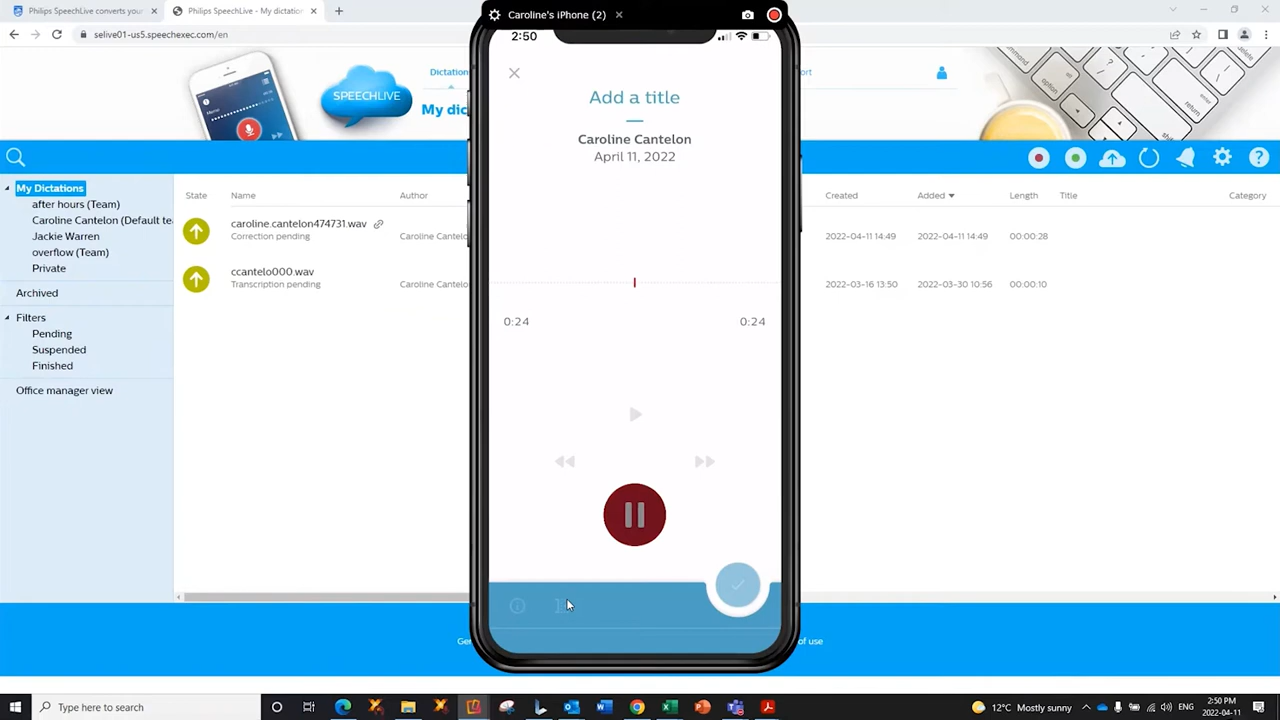 Philips SpeechLive converts your
Philips SpeechLive - My dictation
Caroline's iPhone (2)
selive01-us5.speechexec.com/en
2:50
SPEECHLIVE
Dictation
My dic
port
Add a title
Caroline Cantelon
April 11, 2022
My Dictations
after hours (Team)
Caroline Cantelon (Default te
Jackie Warren
overflow (Team)
Private
Archived
Filters
Pending
Suspended
Finished
Office manager view
State Name Author Created Added Length Title Category
caroline.cantelon474731.wav
Correction pending
Caroline Cantelo 2022-04-11 14:49 2022-04-11 14:49 00:00:28
ccantelo000.wav
Transcription pending
Caroline Cantelo 2022-03-16 13:50 2022-03-30 10:56 00:00:10
0:24 0:24
Ger
of use
Type here to search
12°C Mostly sunny
ENG
2:50 PM
2022-04-11